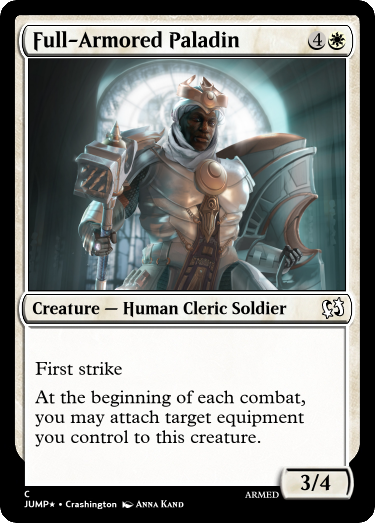 Full-Armored Paladin 4
Creature — Human Cleric Soldier
First strike
At the beginning of each combat,
you may attach target equipment
you control to this creature.
3/4
C
JUMP★ • Crashington Anna Kand
ARMED